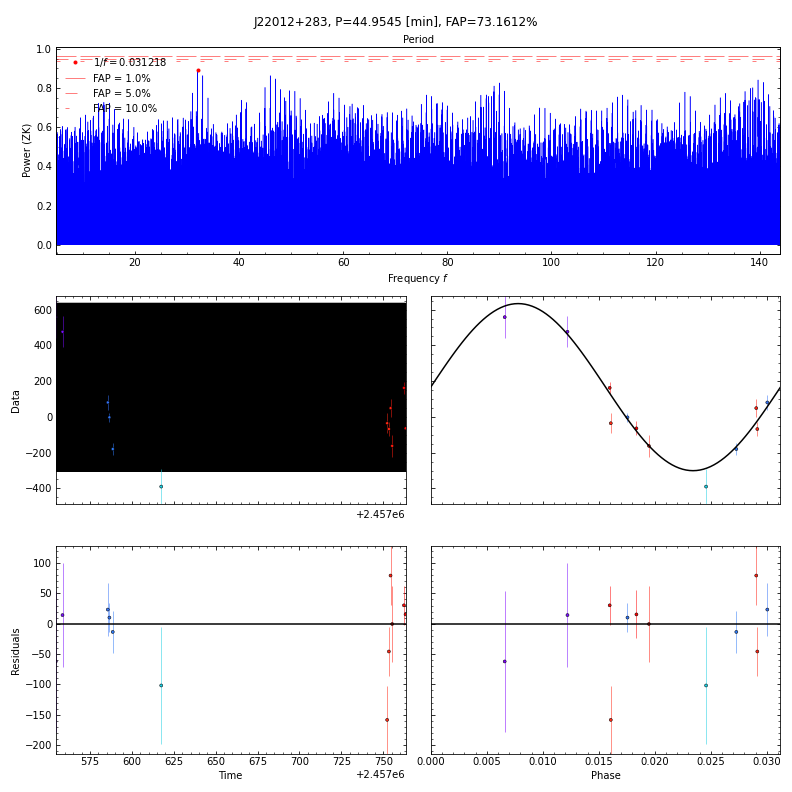 J22012+283, P=44.9545 [min], FAP=73.1612%
Period
1.0
0.8
0.6
0.4
0.2
0.0
Power (ZK)
1/f = 0.031218
FAP = 1.0%
FAP = 5.0%
FAP = 10.0%
20 40 60 80 100 120 140
Frequency f
600
400
200
0
−200
−400
Data
+2.457e6
100
50
0
−50
−100
−150
−200
Residuals
575 600 625 650 675 700 725 750
+2.457e6
Time
0.000 0.005 0.010 0.015 0.020 0.025 0.030
Phase